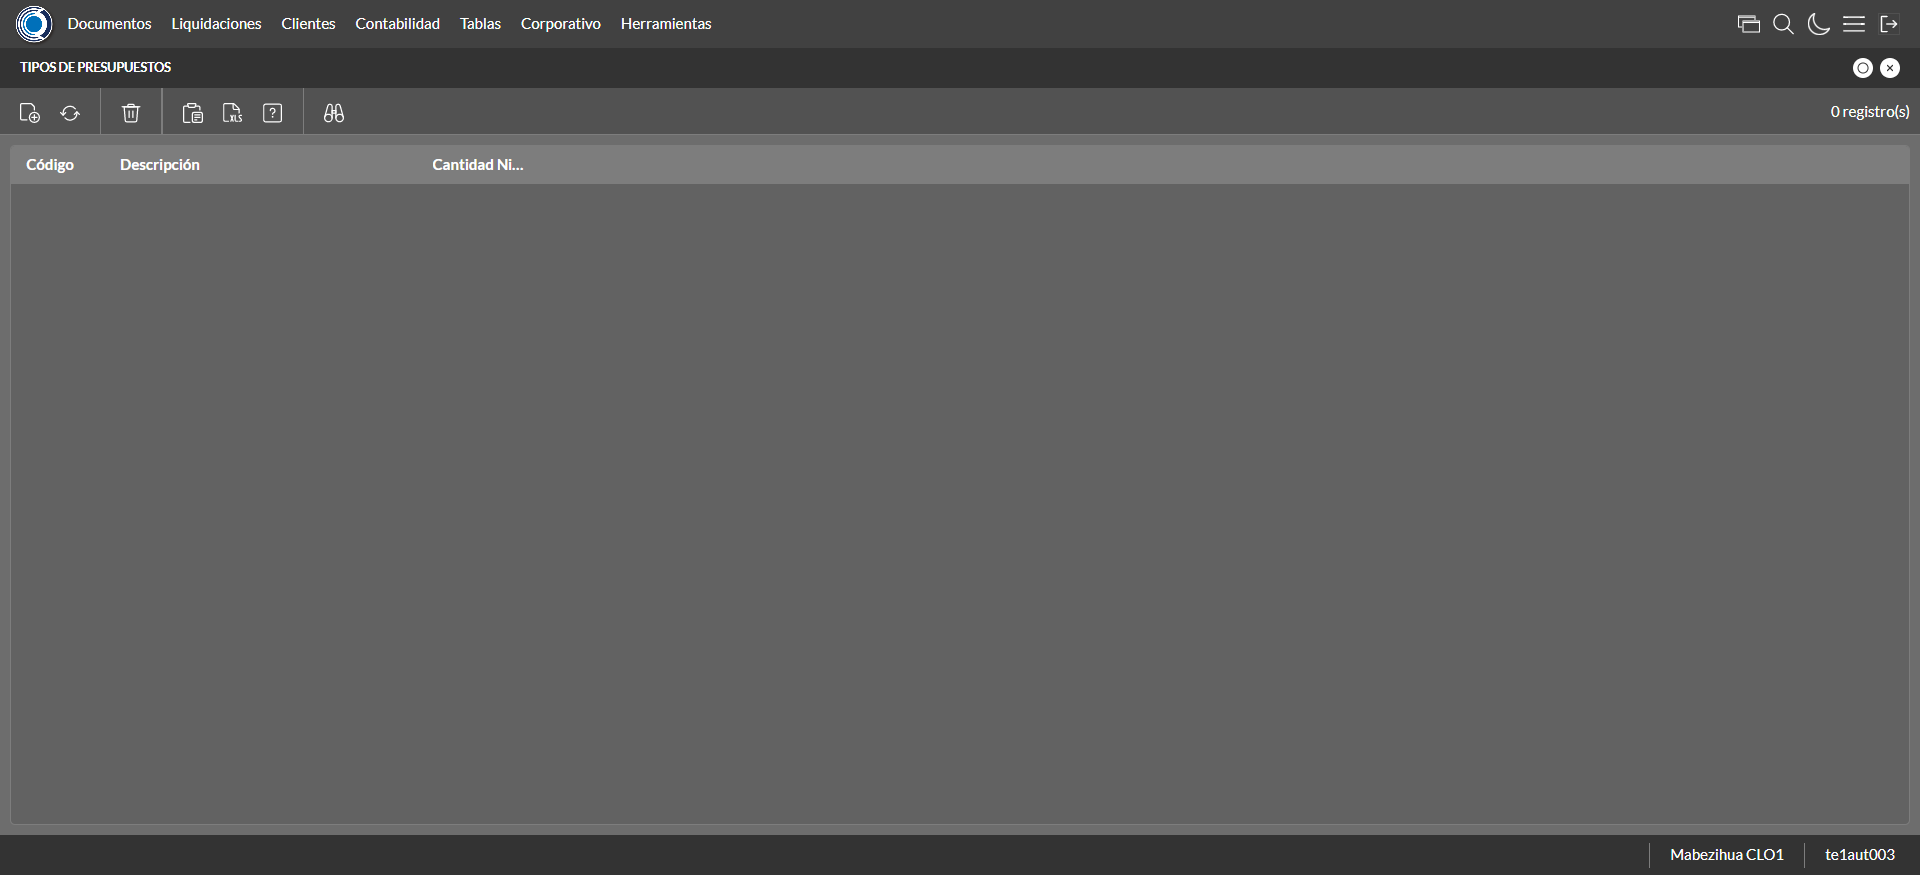 Documentos Liquidaciones Clientes Contabilidad Tablas Corporativo Herramientas
TIPOS DE PRESUPUESTOS
XLS ? 0 registro(s)
Código Descripción Cantidad Ni...
Mabezihua CLO1 te1aut003